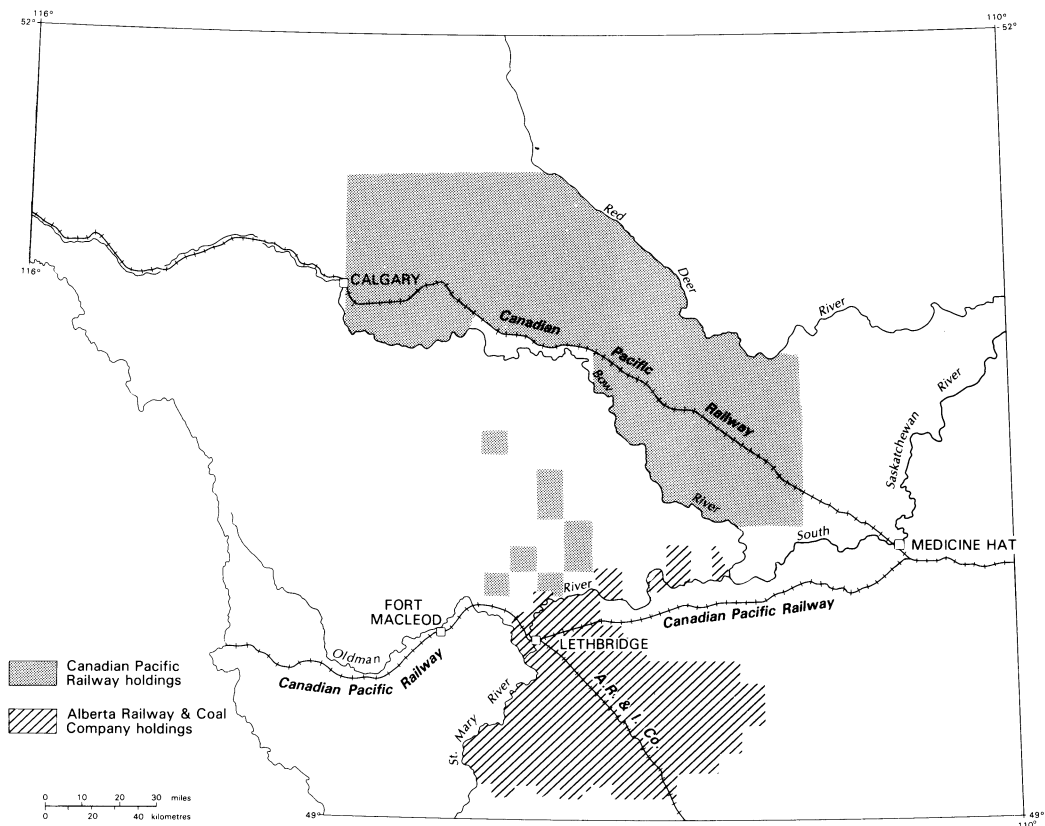 116°
52°
110°
52°
Red
Deer
River
116°
CALGARY
Canadian
Pacific
Railway
Bow
River
River
Saskatchewan
South
MEDICINE HAT
River
FORT
MACLEOD
Canadian Pacific Railway
LETHBRIDGE
Oldman
Canadian Pacific Railway
River
St. Mary
A.R. & I. Co.
Canadian Pacific
Railway holdings
Alberta Railway & Coal
Company holdings
0 10 20 30 miles
0 20 40 kilometres
49°
49°
110°